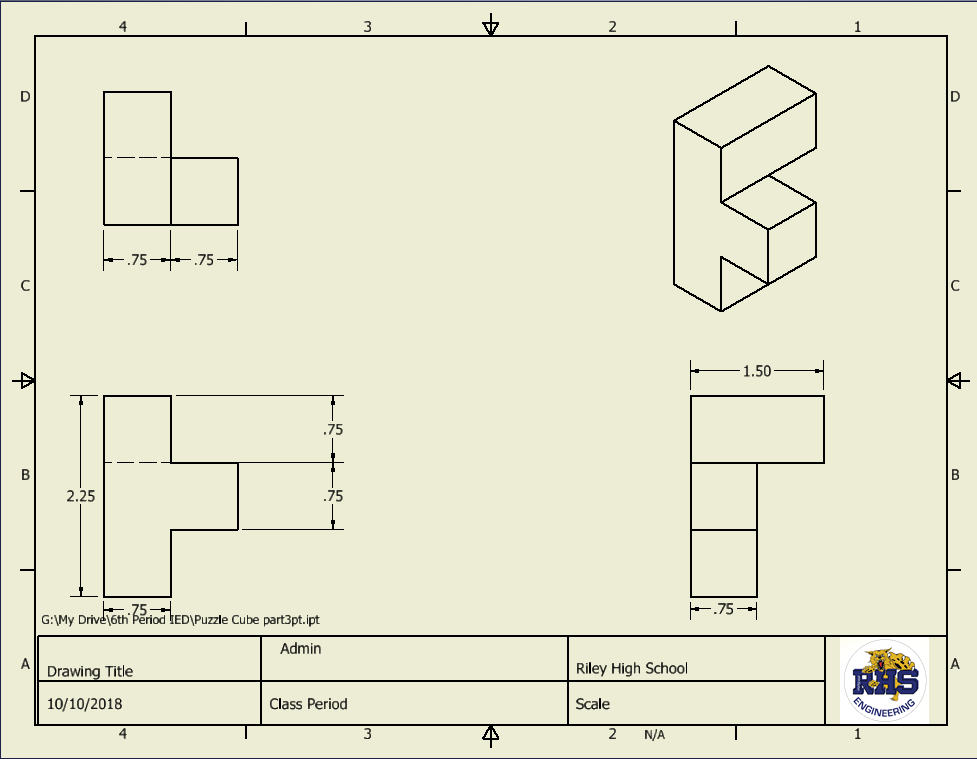 4 3 2 1
D D
.75 .75
C C
1.50
.75
B B
2.25 .75
.75 .75
G:\My Drive\6th Period IED\Puzzle Cube part3pt.ipt
Admin
A A
Drawing Title Riley High School
RHS
ENGINEERING
10/10/2018 Class Period Scale
4 3 2 N/A 1